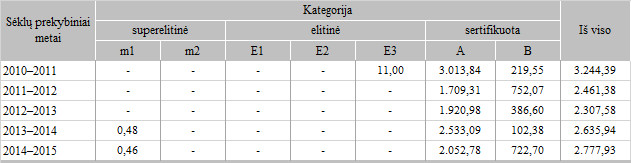 Sėklų prekybiniai metai Kategorija Iš viso
superelitinė elitinė sertifikuota
m1 m2 E1 E2 E3 A B
2010–2011 - - - - 11,00 3.013,84 219,55 3.244,39
2011–2012 - - - - - 1.709,31 752,07 2.461,38
2012–2013 - - - - - 1.920,98 386,60 2.307,58
2013–2014 0,48 - - - - 2.533,09 102,38 2.635,94
2014–2015 0,46 - - - - 2.052,78 722,70 2.777,93